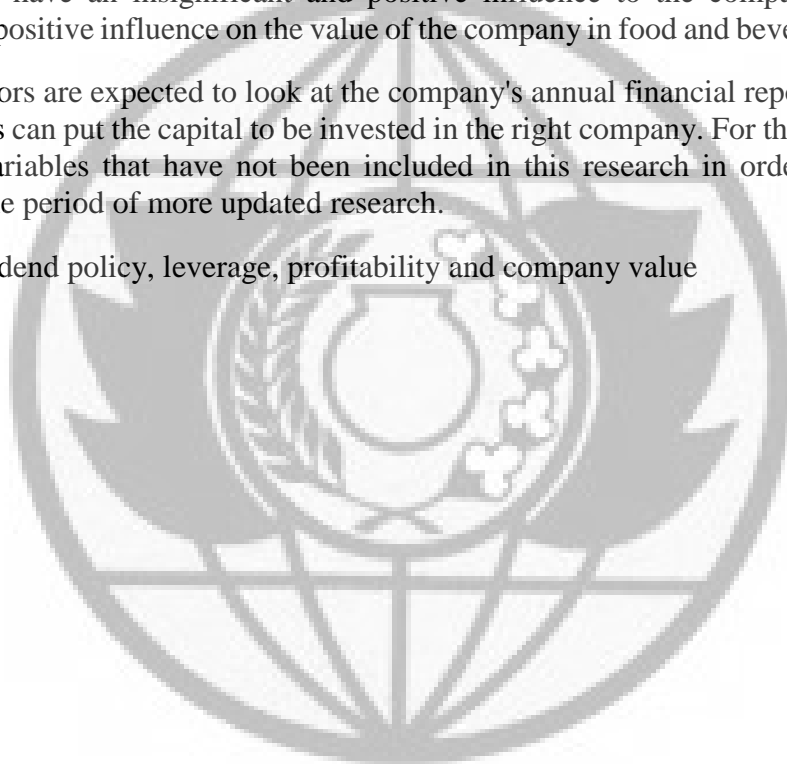 have an insignificant and positive influence to the comp
positive influence on the value of the company in food and beve
ors are expected to look at the company's annual financial rep
s can put the capital to be invested in the right company. For th
ariables that have not been included in this research in orde
e period of more updated research.
dend policy, leverage, profitability and company value